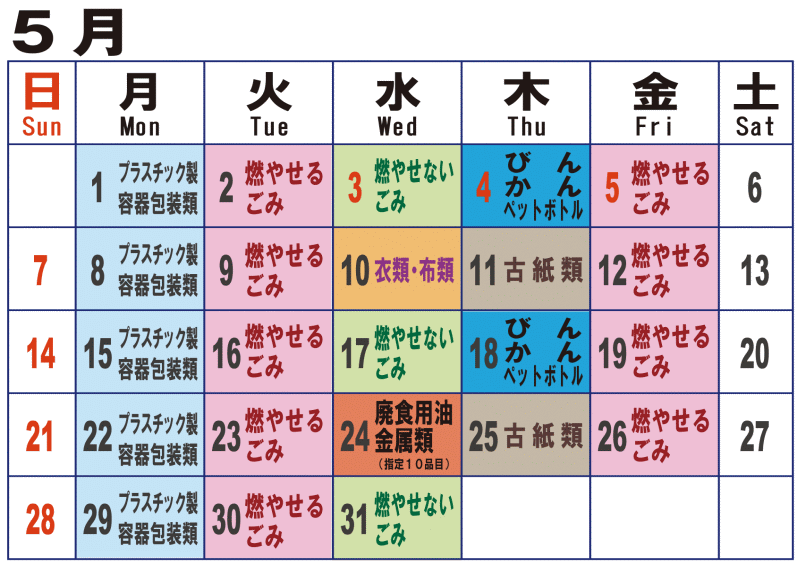 5月
日 月 火 水 木 金 土
Sun Mon Tue Wed Thu Fri Sat
1 プラスチック製
容器包装類
2 燃やせる
ごみ
3 燃やせない
ごみ
4 びん
かん
ペットボトル
5 燃やせる
ごみ
6
7
8 プラスチック製
容器包装類
9 燃やせる
ごみ
10 衣類・布類
11 古紙類
12 燃やせる
ごみ
13
14
15 プラスチック製
容器包装類
16 燃やせる
ごみ
17 燃やせない
ごみ
18 びん
かん
ペットボトル
19 燃やせる
ごみ
20
21
22 プラスチック製
容器包装類
23 燃やせる
ごみ
24 廃食用油
金属類
(指定10品目)
25 古紙類
26 燃やせる
ごみ
27
28
29 プラスチック製
容器包装類
30 燃やせる
ごみ
31 燃やせない
ごみ